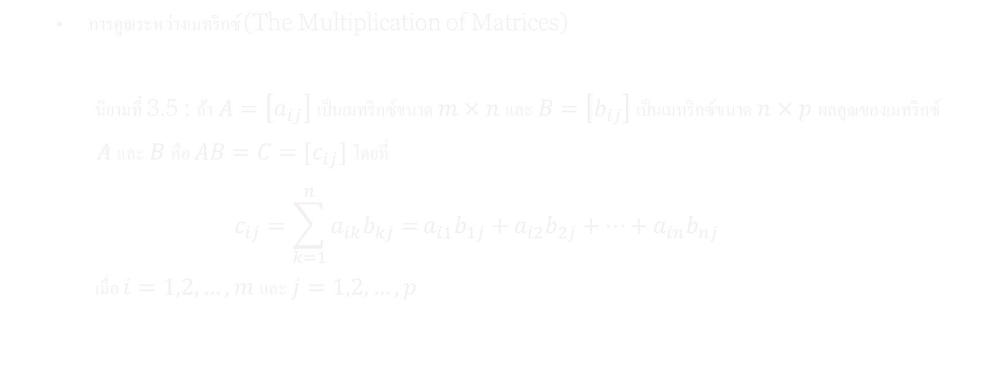 • การคูณระหว่างเมทริกซ์ (The Multiplication of Matrices)
นิยามที่ 3.5 : ถ้า A = [a_{ij}] เป็นเมทริกซ์ขนาด m × n และ B = [b_{ij}] เป็นเมทริกซ์ขนาด n × p ผลคูณของเมทริกซ์
A และ B คือ AB = C = [c_{ij}] โดยที่
c_{ij} = \sum_{k=1}^{n} a_{ik}b_{kj} = a_{i1}b_{1j} + a_{i2}b_{2j} + ⋯ + a_{in}b_{nj}
เมื่อ i = 1,2, … , m และ j = 1,2, … , p